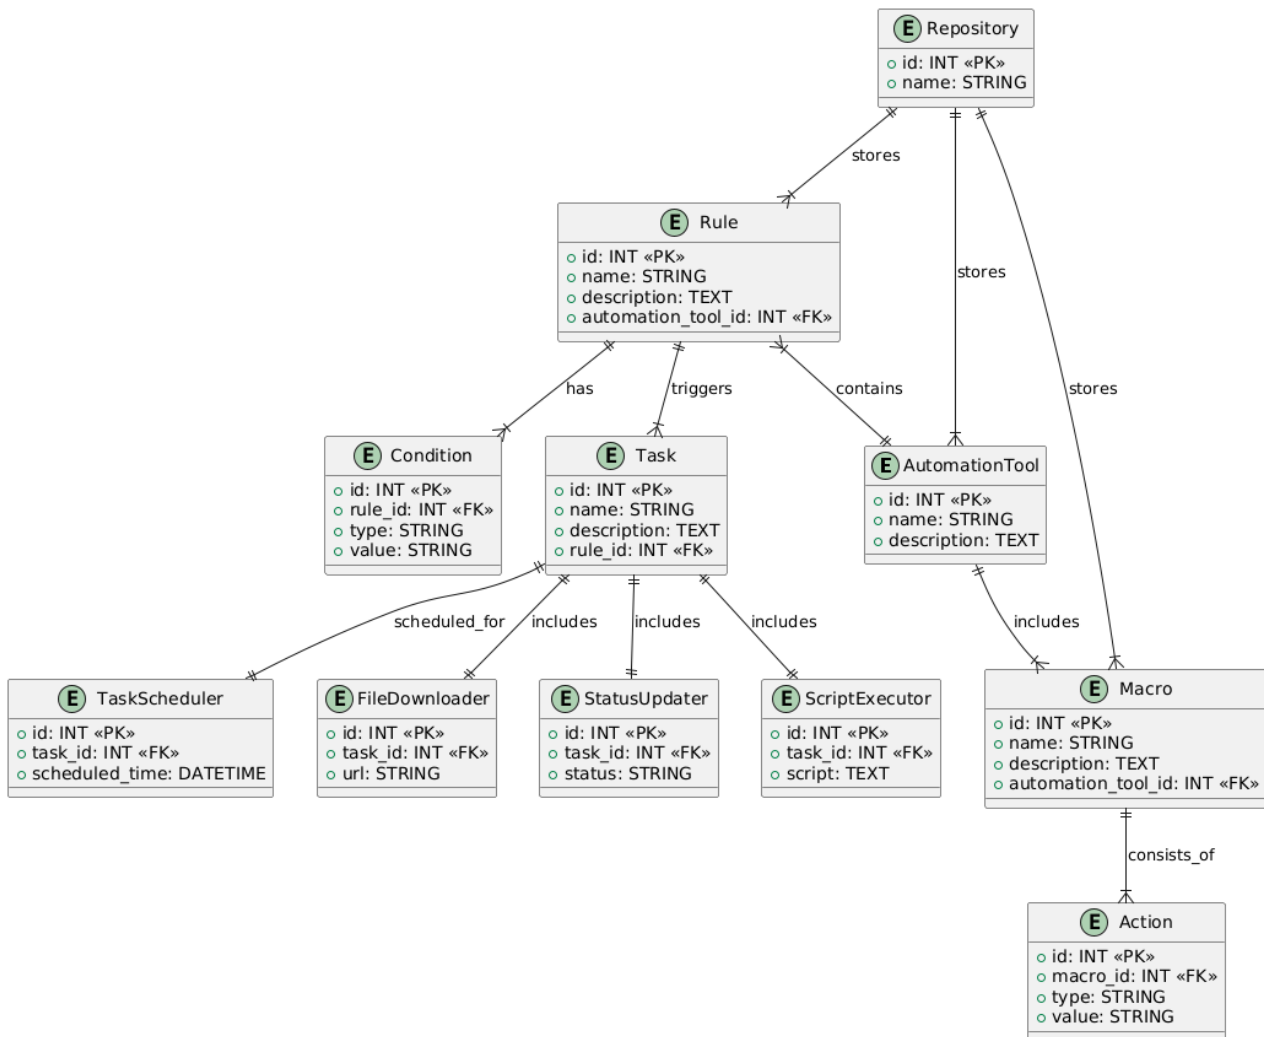 E Repository
id: INT «PK»
name: STRING
stores
E Rule
id: INT «PK»
name: STRING
description: TEXT
automation_tool_id: INT «FK»
stores
has
triggers
contains
stores
E Condition
id: INT «PK»
rule_id: INT «FK»
type: STRING
value: STRING
E Task
id: INT «PK»
name: STRING
description: TEXT
rule_id: INT «FK»
E AutomationTool
id: INT «PK»
name: STRING
description: TEXT
scheduled_for
includes
includes
includes
includes
E TaskScheduler
id: INT «PK»
task_id: INT «FK»
scheduled_time: DATETIME
E FileDownloader
id: INT «PK»
task_id: INT «FK»
url: STRING
E StatusUpdater
id: INT «PK»
task_id: INT «FK»
status: STRING
E ScriptExecutor
id: INT «PK»
task_id: INT «FK»
script: TEXT
E Macro
id: INT «PK»
name: STRING
description: TEXT
automation_tool_id: INT «FK»
consists_of
E Action
id: INT «PK»
macro_id: INT «FK»
type: STRING
value: STRING